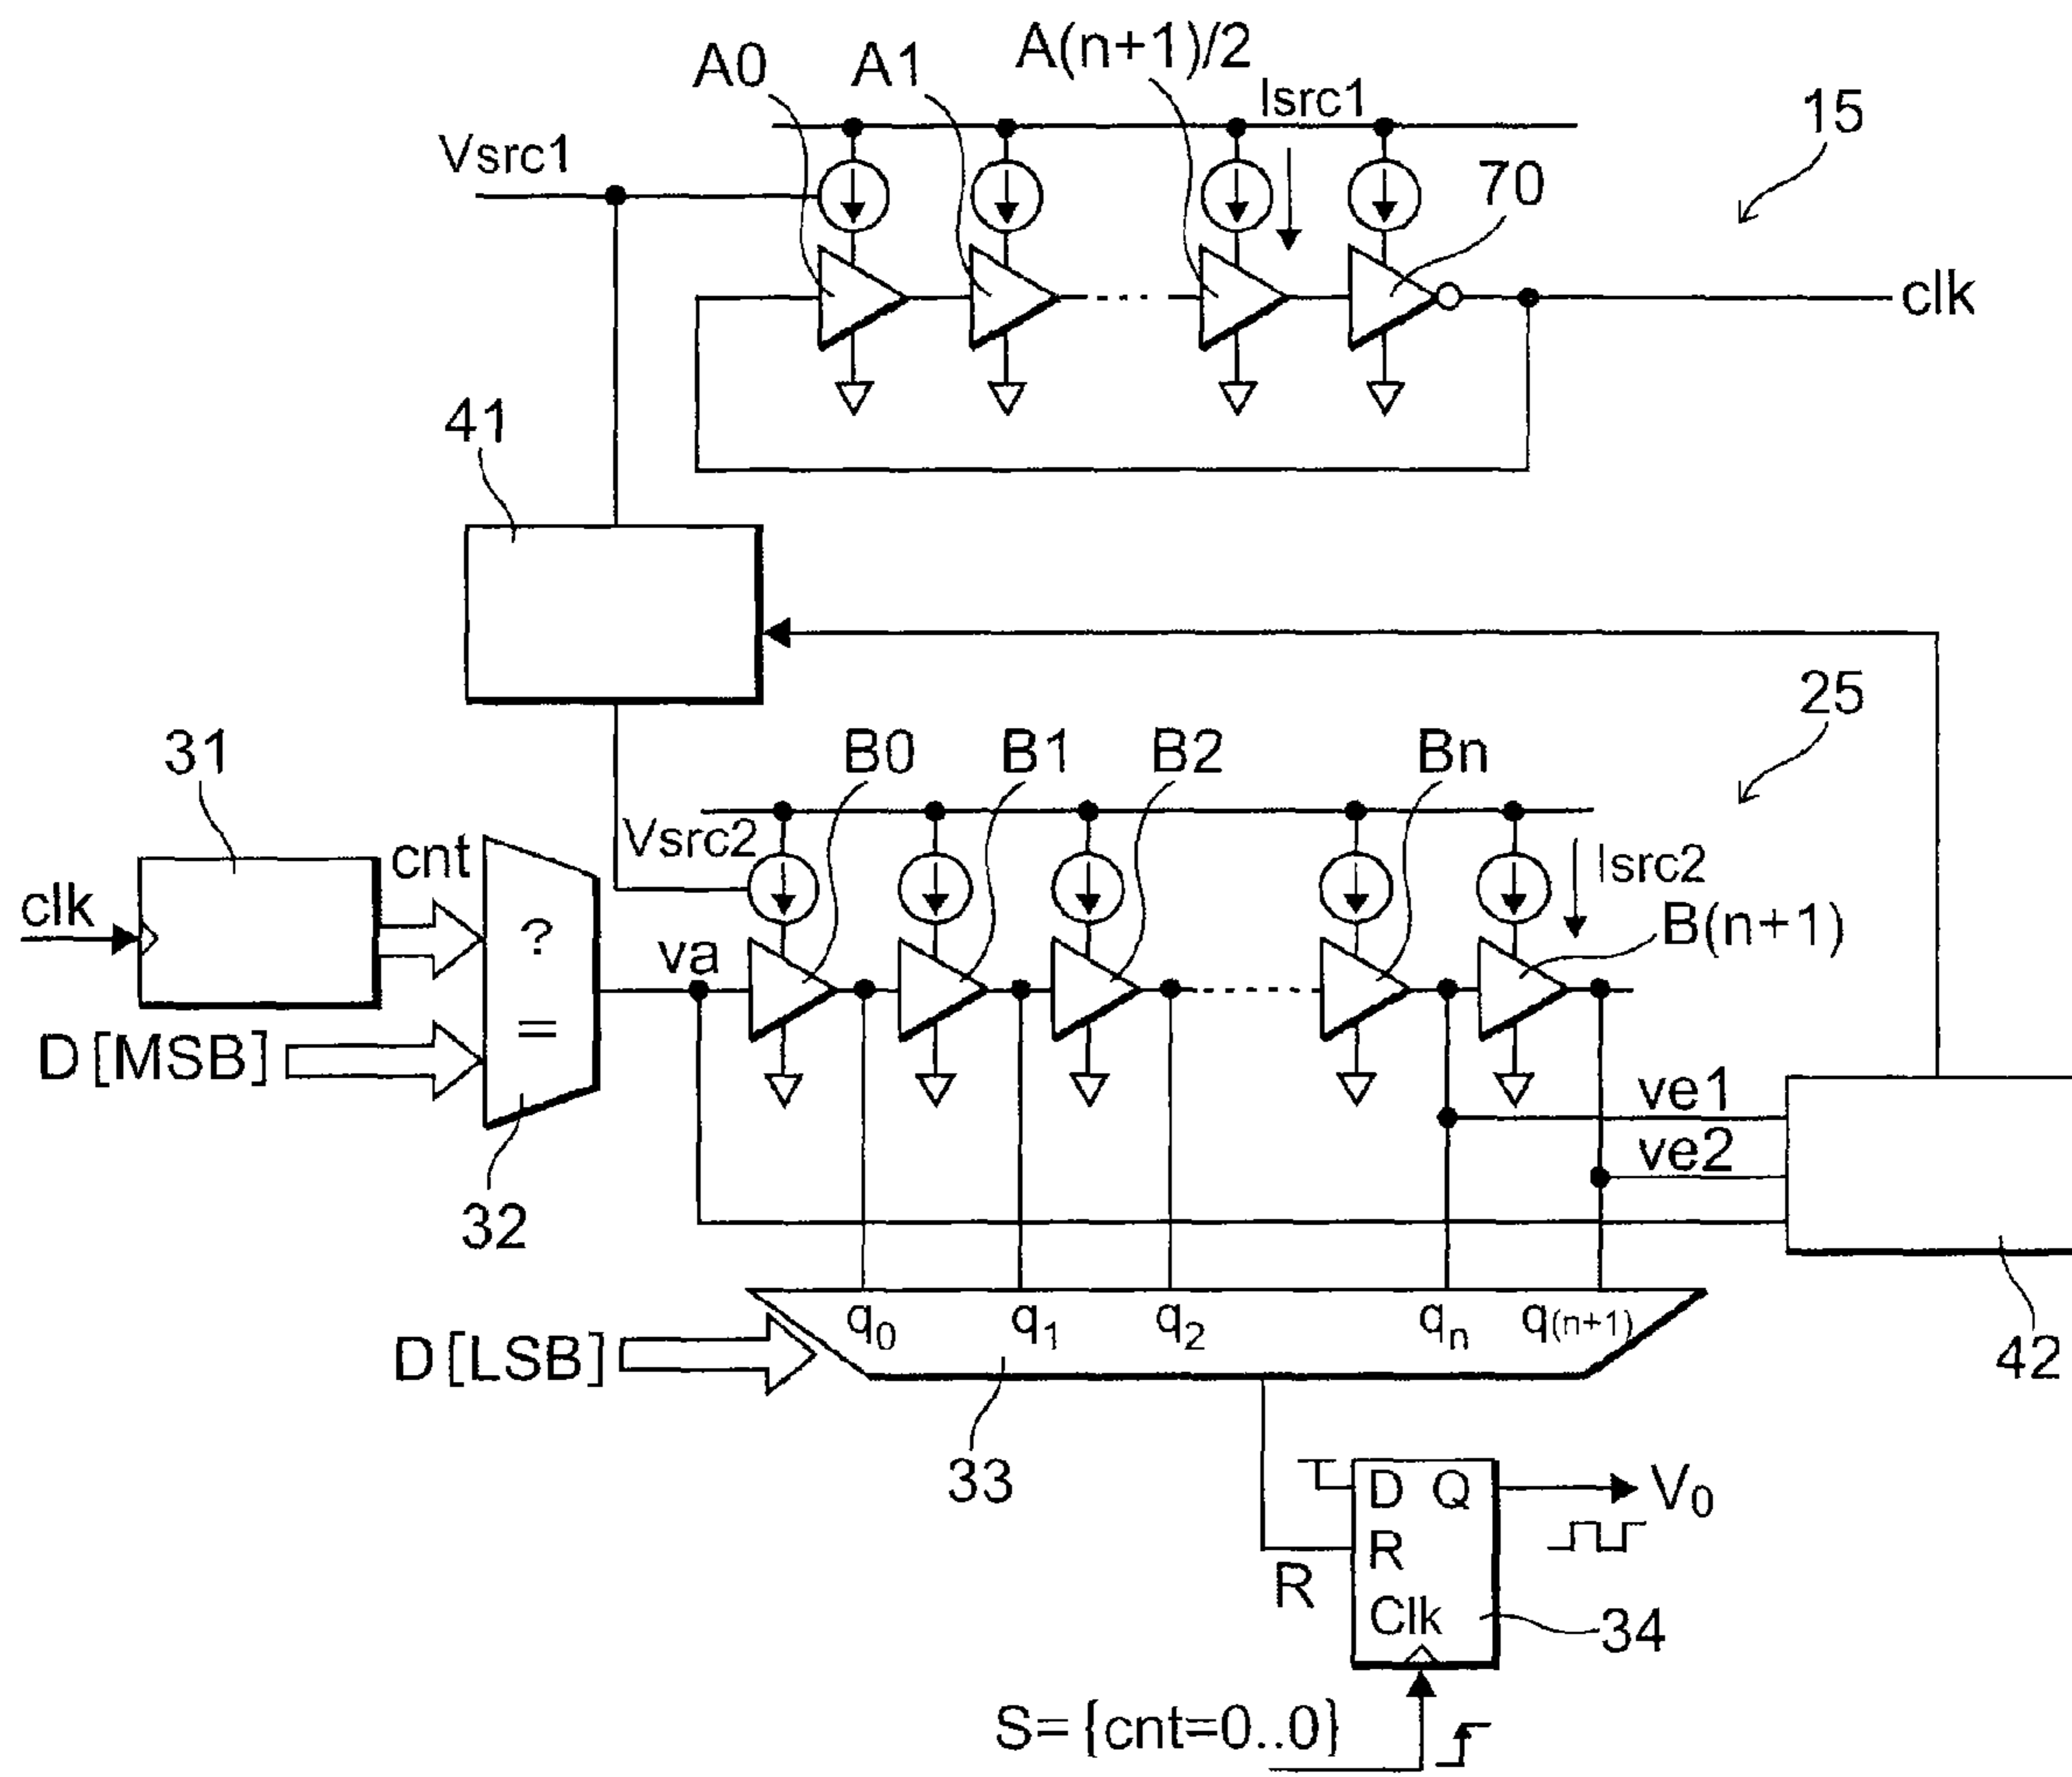 A0
A1
A(n+1)/2
Isrc1
15
Vsrc1
70
clk
41
25
31
B0
B1
B2
Bn
cnt
Vsrc2
Isrc2
clk
?
va
B(n+1)
=
D[MSB]
ve1
ve2
32
q0
q1
q2
qn
q(n+1)
D[LSB]
42
33
D Q
V0
R
R
Clk
34
S={cnt=0..0}